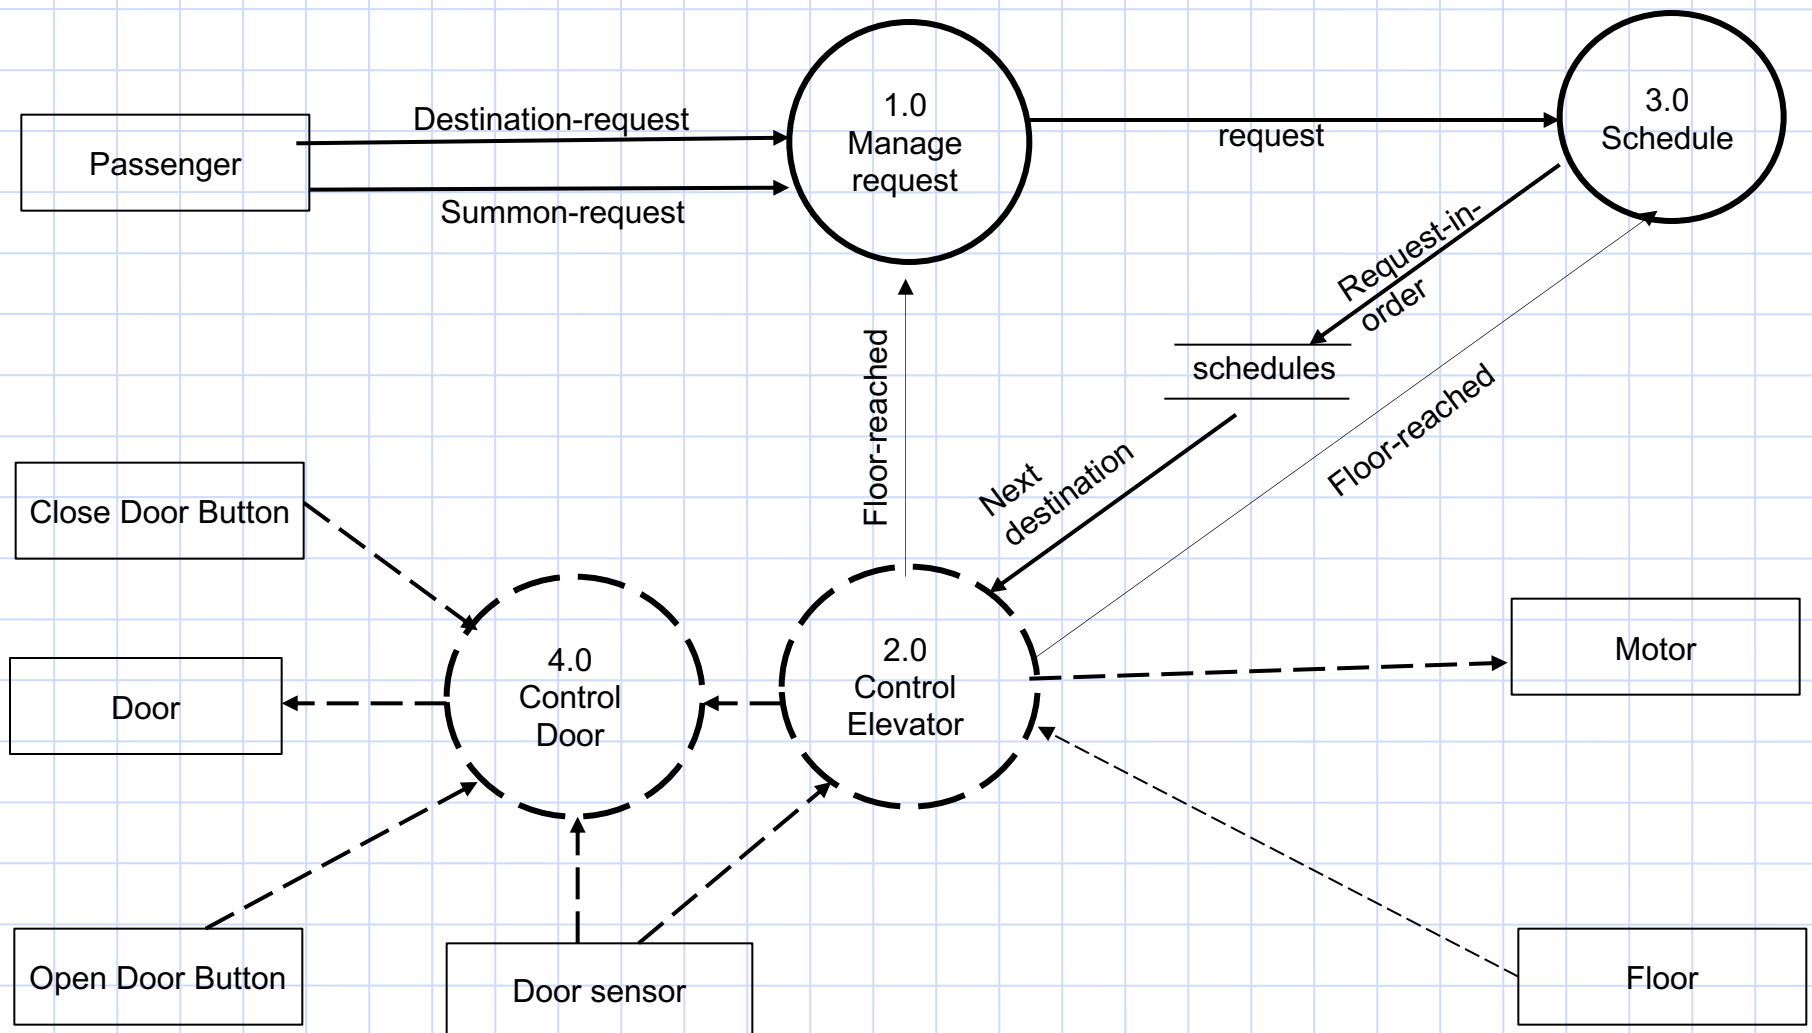 Destination-request
Passenger
Summon-request
1.0
Manage
request
request
3.0
Schedule
Request-in-
order
schedules
Floor-reached
Next
destination
Floor-reached
Close Door Button
4.0
Control
Door
2.0
Control
Elevator
Motor
Door
Open Door Button
Door sensor
Floor